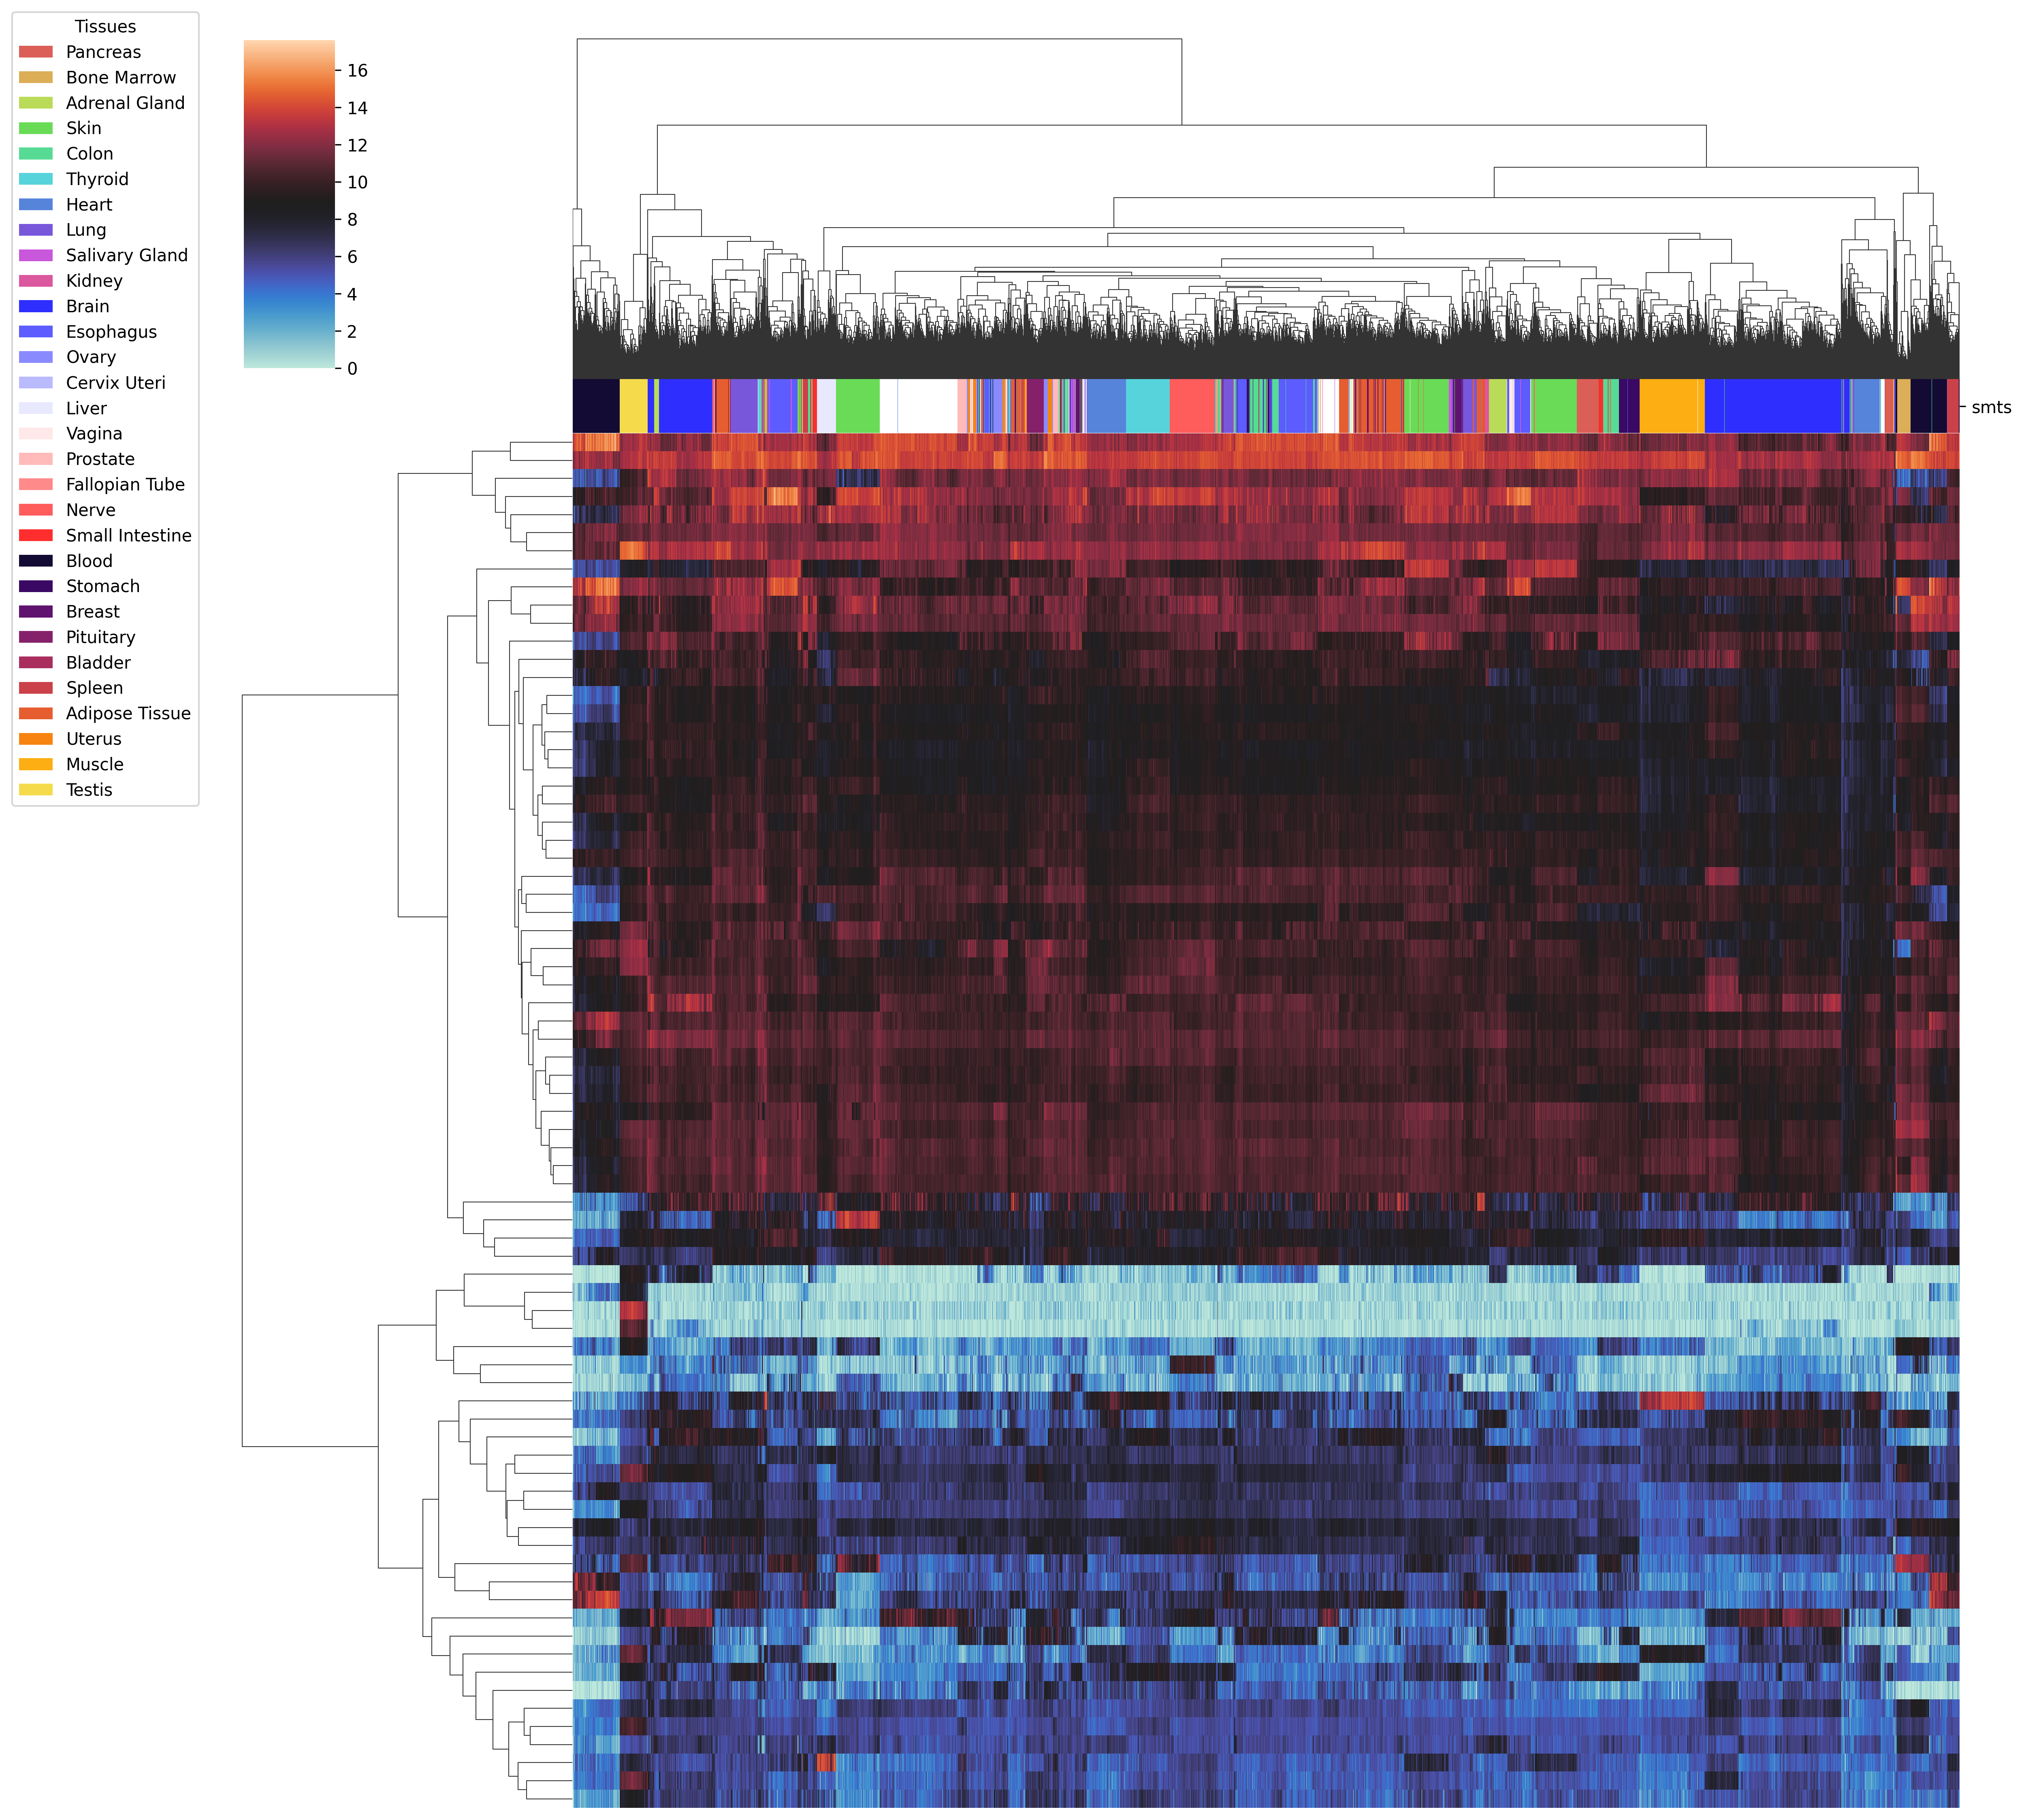 Tissues
Pancreas
Bone Marrow
Adrenal Gland
Skin
Colon
Thyroid
Heart
Lung
Salivary Gland
Kidney
Brain
Esophagus
Ovary
Cervix Uteri
Liver
Vagina
Prostate
Fallopian Tube
Nerve
Small Intestine
Blood
Stomach
Breast
Pituitary
Bladder
Spleen
Adipose Tissue
Uterus
Muscle
Testis
16
14
12
10
8
6
4
2
0
smts